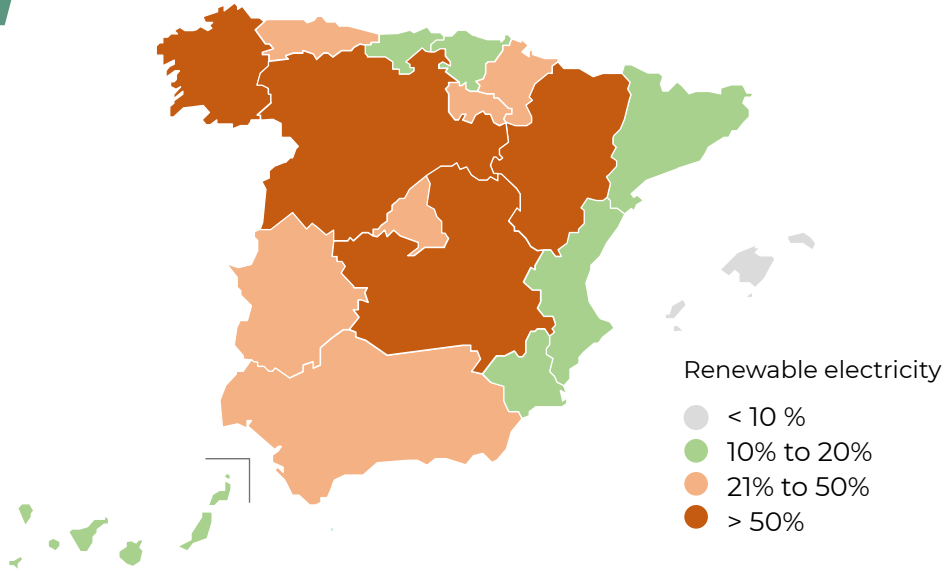 Renewable electricity
< 10 %
10% to 20%
21% to 50%
> 50%